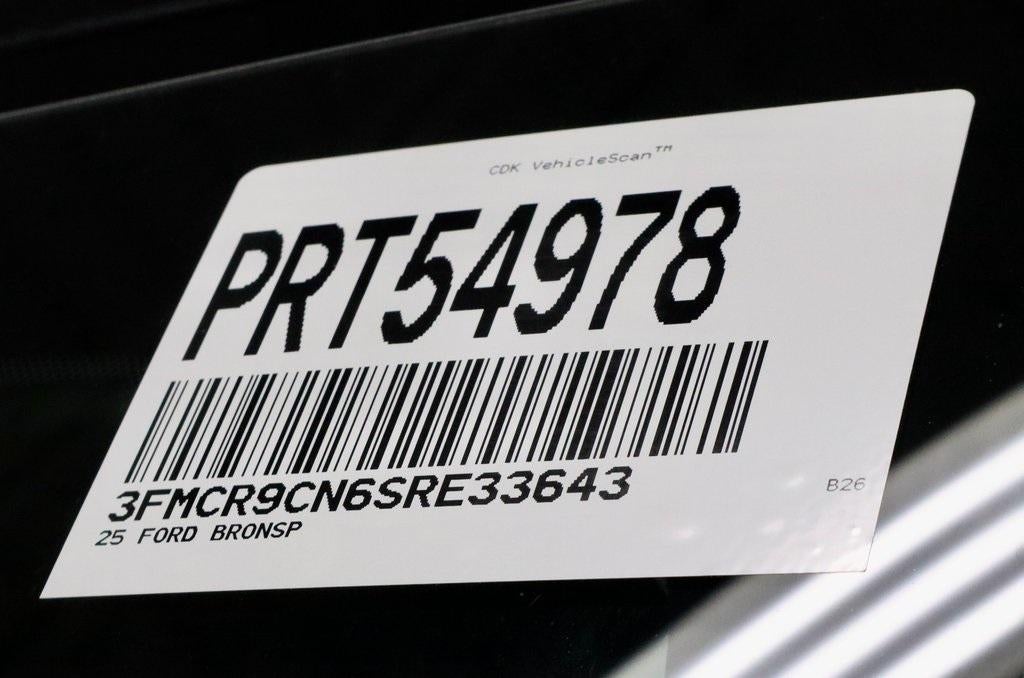 CDK VehicleScan™
PRT54978
3FMCR9CN6SRE33643
25 FORD BRONSP
B26